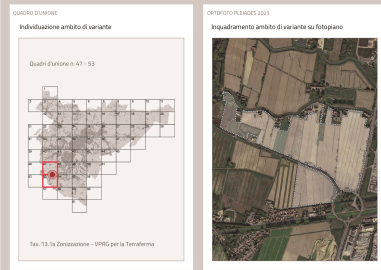 QUADRO D'UNIONE
Individuazione ambito di variante
Quadri d'unione n. 47 - 53
Tav. 13.1a Zonizzazione - VPRG per la Terraferma
ORTOFOTO PLEIADES 2023
Inquadramento ambito di variante su fotopiano